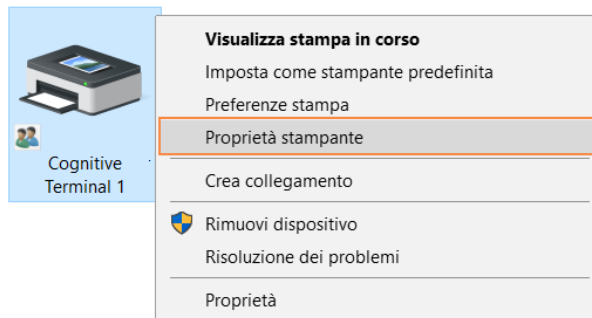 Cognitive
Terminal 1
Visualizza stampa in corso
Imposta come stampante predefinita
Preferenze stampa
Proprietà stampante
Crea collegamento
Rimuovi dispositivo
Risoluzione dei problemi
Proprietà